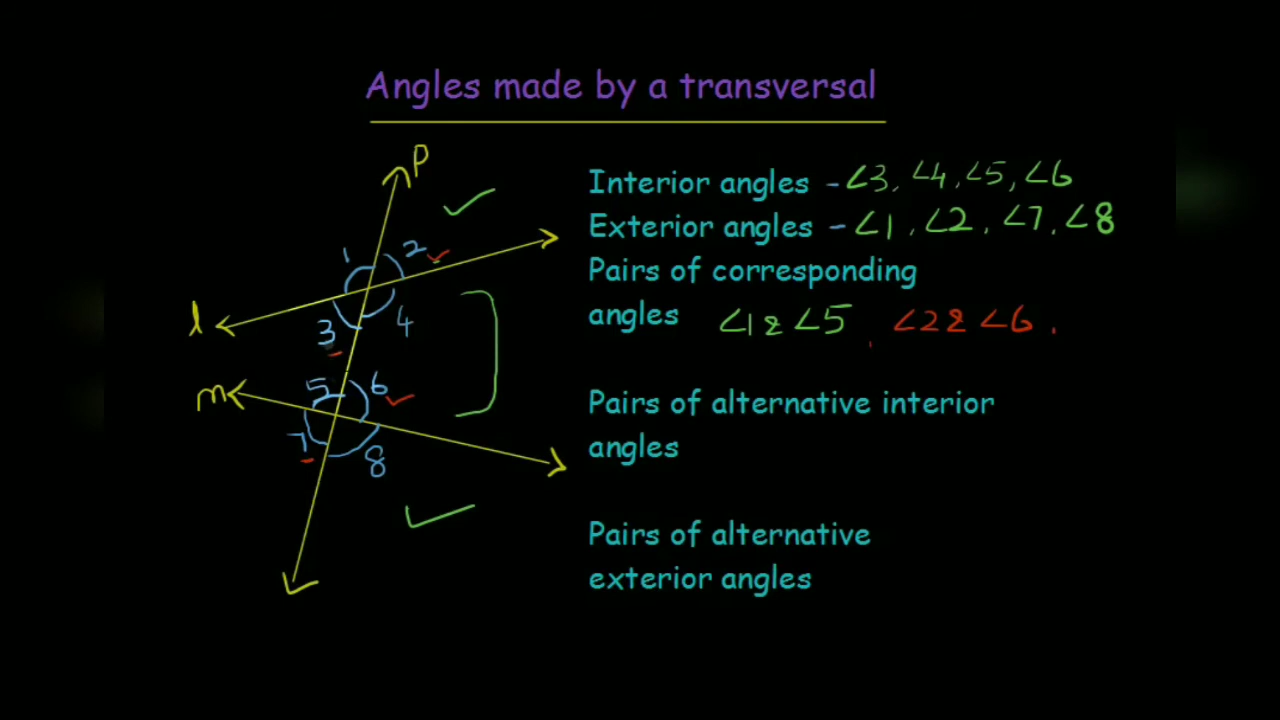 Angles made by a transversal
p
Interior angles - ∠3, ∠4, ∠5, ∠6
Exterior angles - ∠1, ∠2, ∠7, ∠8
Pairs of corresponding
angles ∠1 & ∠5, ∠2 & ∠6.
1 2
l
3 4
m 5 6
7 8
Pairs of alternative interior
angles
Pairs of alternative
exterior angles